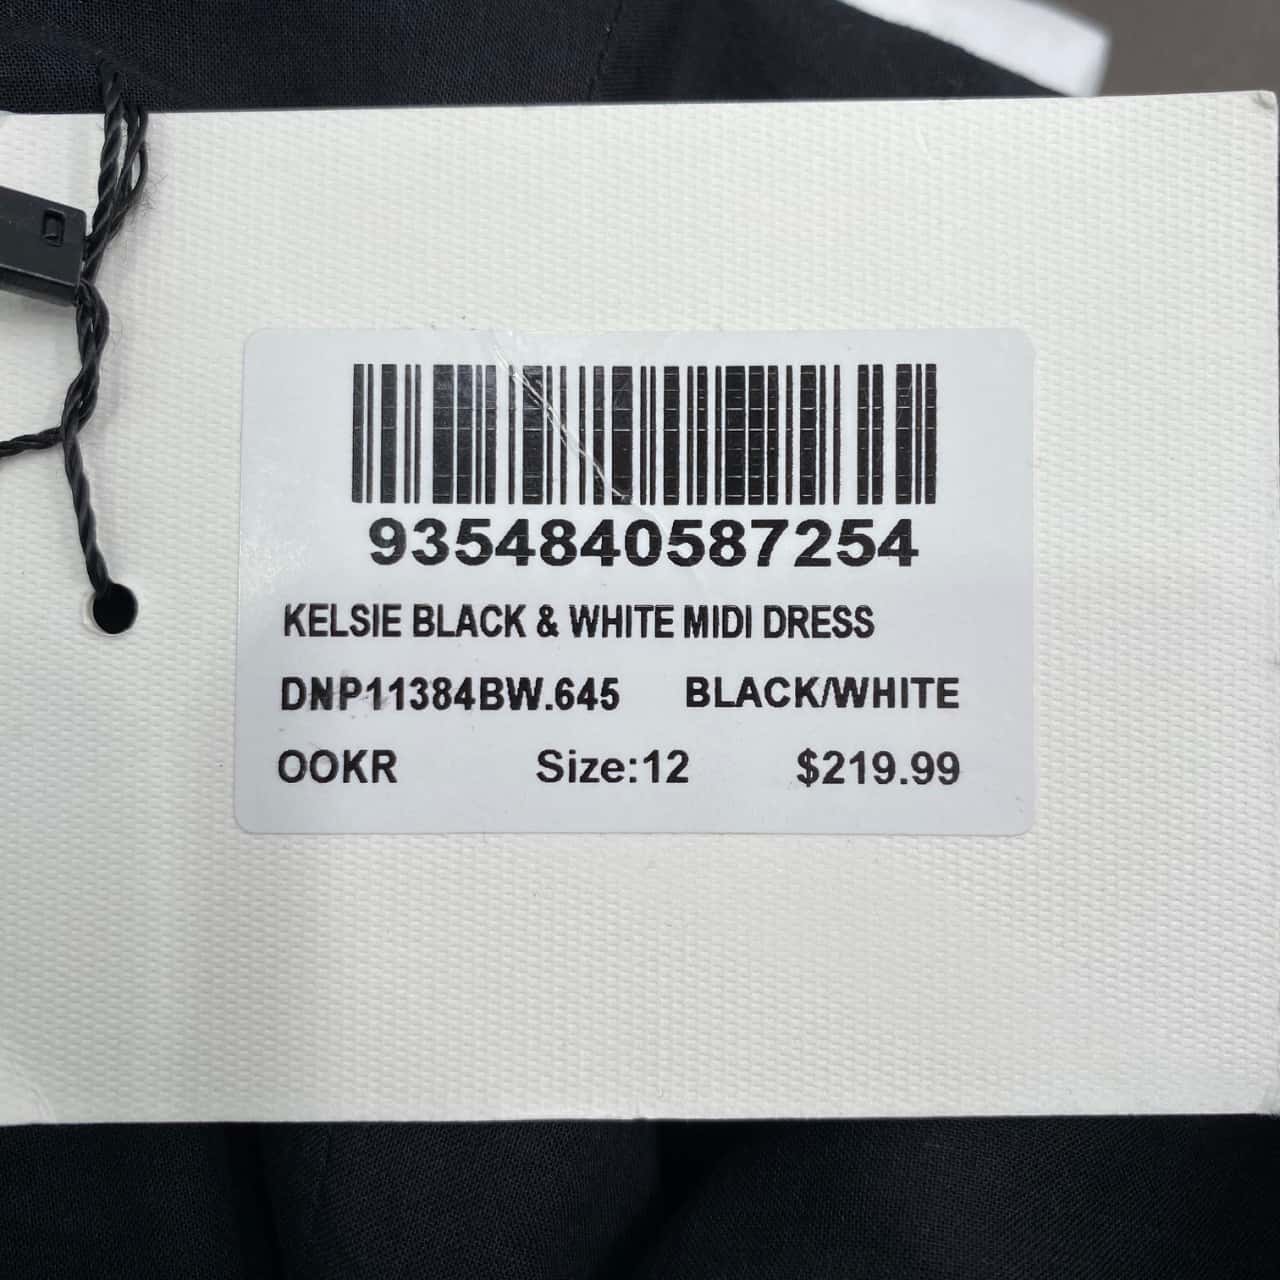 9354840587254
KELSIE BLACK & WHITE MIDI DRESS
DNP11384BW.645 BLACK/WHITE
OOKR Size:12 $219.99